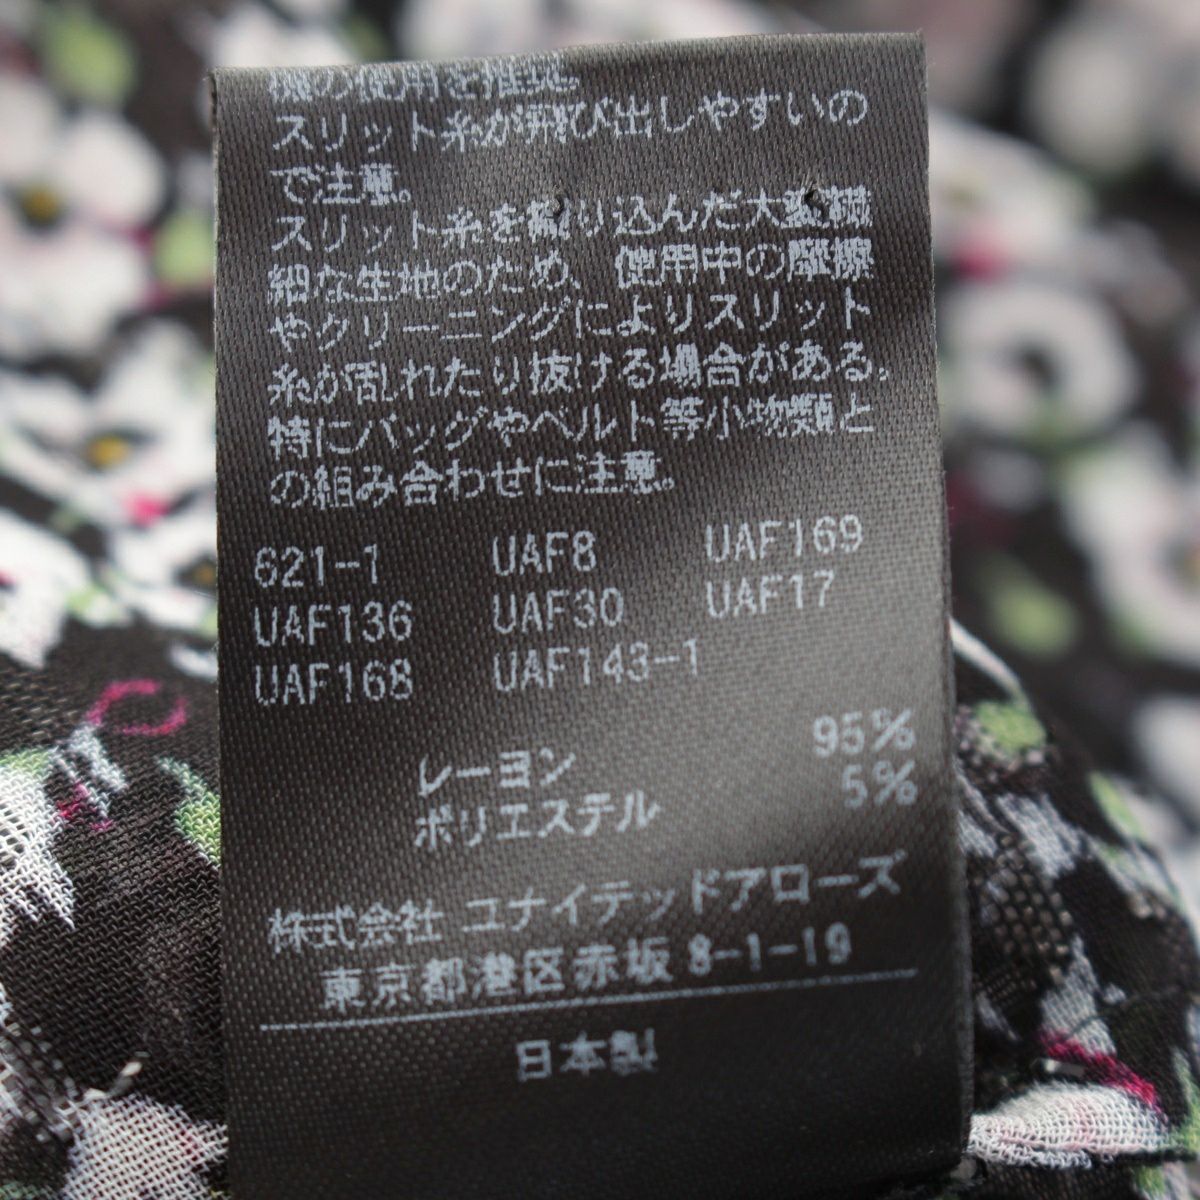 の使用を推奨
スリット糸が飛び出しやすいの
で注意。
スリット糸を織り込んだ大変繊
細な生地のため、使用中の摩擦
やクリーニングによりスリット
糸が乱れたり抜ける場合がある。
特にバッグやベルト等小物類と
の組み合わせに注意。
621-1 UAF8 UAF169
UAF136 UAF30 UAF17
UAF168 UAF143-1
レーヨン 95%
ポリエステル 5%
株式会社 ユナイテッドアローズ
東京都港区赤坂 8-1-19
日本製